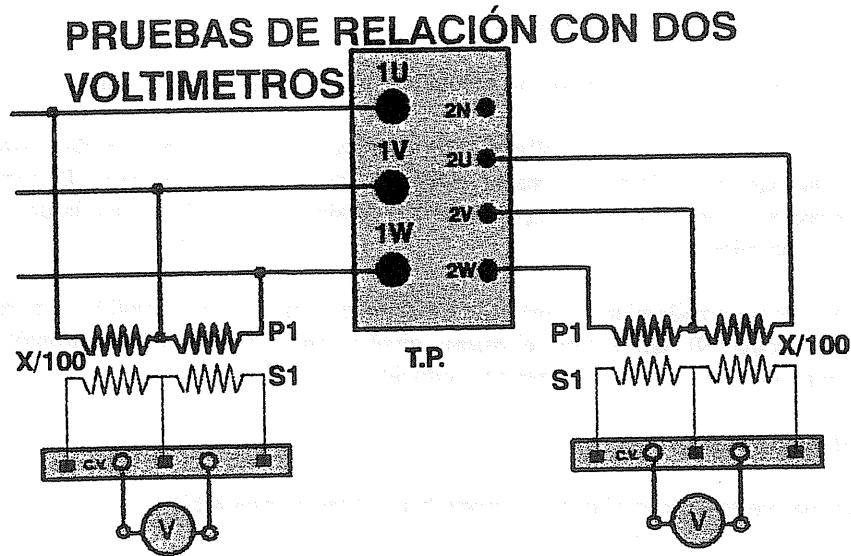 PRUEBAS DE RELACIÓN CON DOS
VOLTIMETROS
1U
2N
1V
2U
2V
1W
2W
P1
X/100
S1
T.P.
P1
X/100
S1
C.V.
C.V.
V
V